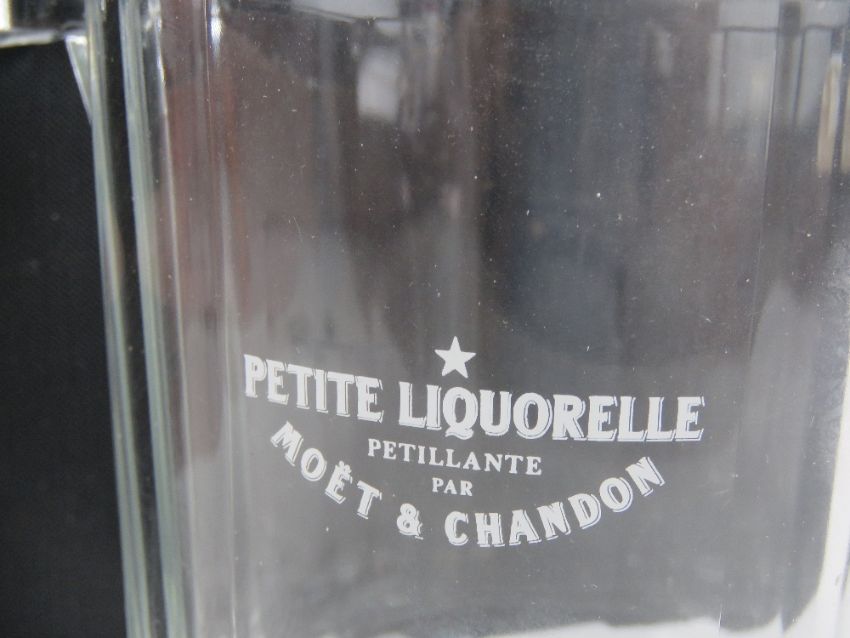 PETITE LIQUORELLE
PETILLANTE
PAR
MOËT & CHANDON